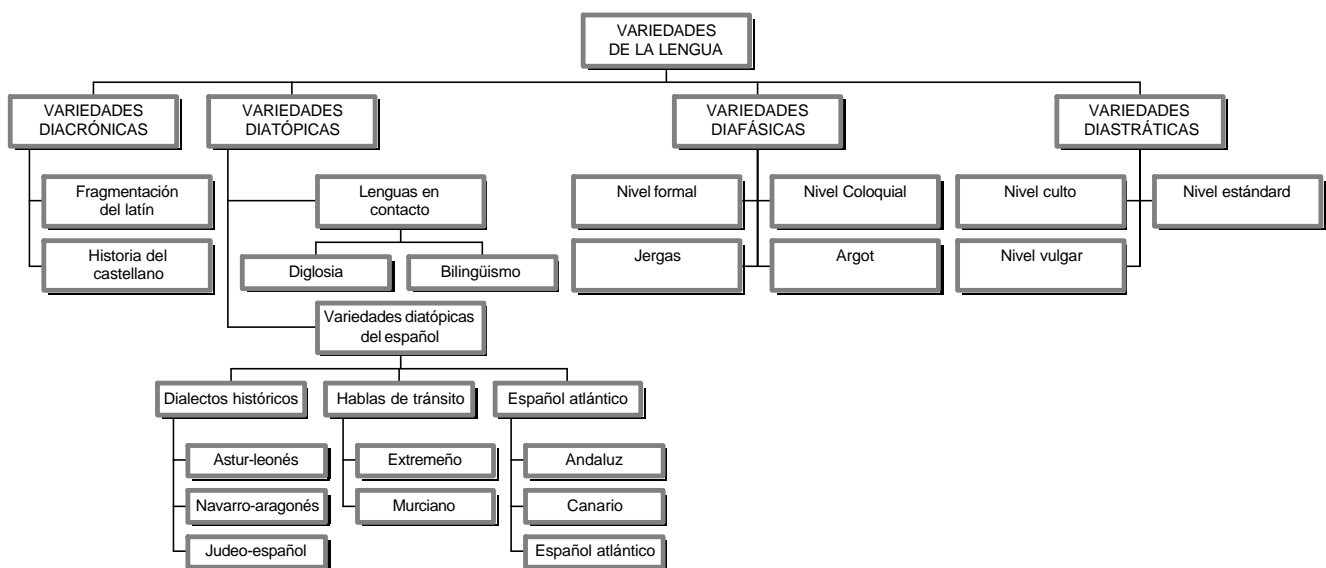 VARIEDADES
DE LA LENGUA
VARIEDADES
DIACRÓNICAS
VARIEDADES
DIATÓPICAS
VARIEDADES
DIAFÁSICAS
VARIEDADES
DIASTRÁTICAS
Fragmentación
del latín
Historia del
castellano
Lenguas en
contacto
Diglosia
Bilingüismo
Variedades diatópicas
del español
Dialectos históricos
Astur-leonés
Navarro-aragonés
Judeo-español
Hablas de tránsito
Extremeño
Murciano
Español atlántico
Andaluz
Canario
Español atlántico
Nivel formal
Nivel Coloquial
Jergas
Argot
Nivel culto
Nivel estándard
Nivel vulgar